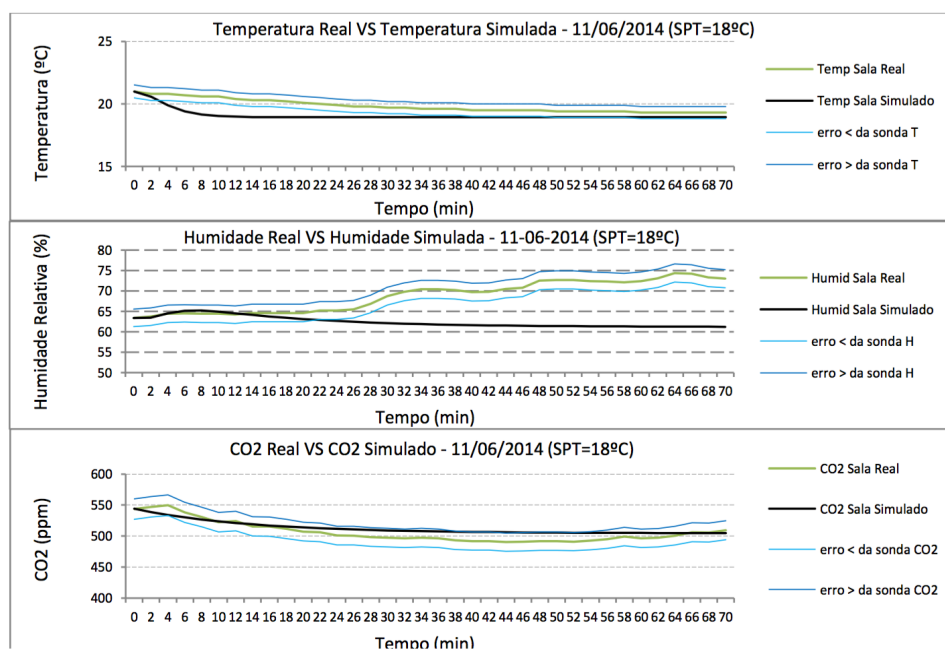 Temperatura Real VS Temperatura Simulada - 11/06/2014 (SPT=18ºC)
Temperatura (ºC)
25
20
15
0 2 4 6 8 10 12 14 16 18 20 22 24 26 28 30 32 34 36 38 40 42 44 46 48 50 52 54 56 58 60 62 64 66 68 70
Tempo (min)
Temp Sala Real
Temp Sala Simulado
erro < da sonda T
erro > da sonda T
Humidade Real VS Humidade Simulada - 11-06-2014 (SPT=18ºC)
Humidade Relativa (%)
80
75
70
65
60
55
50
0 2 4 6 8 10 12 14 16 18 20 22 24 26 28 30 32 34 36 38 40 42 44 46 48 50 52 54 56 58 60 62 64 66 68 70
Tempo (min)
Humid Sala Real
Humid Sala Simulado
erro < da sonda H
erro > da sonda H
CO2 Real VS CO2 Simulado - 11/06/2014 (SPT=18ºC)
CO2 (ppm)
600
550
500
450
400
0 2 4 6 8 10 12 14 16 18 20 22 24 26 28 30 32 34 36 38 40 42 44 46 48 50 52 54 56 58 60 62 64 66 68 70
Tempo (min)
CO2 Sala Real
CO2 Sala Simulado
erro < da sonda CO2
erro > da sonda CO2